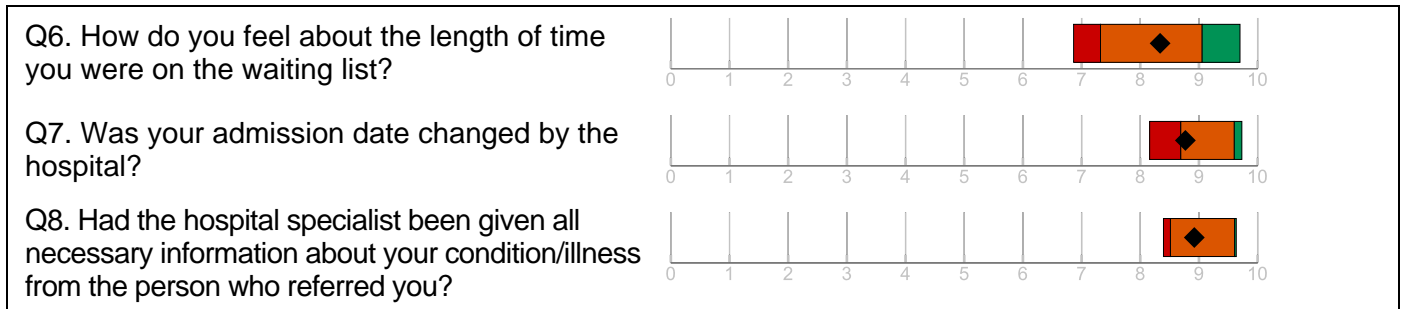 Q6. How do you feel about the length of time
you were on the waiting list?
0 1 2 3 4 5 6 7 8 9 10
Q7. Was your admission date changed by the
hospital?
0 1 2 3 4 5 6 7 8 9 10
Q8. Had the hospital specialist been given all
necessary information about your condition/illness
from the person who referred you?
0 1 2 3 4 5 6 7 8 9 10